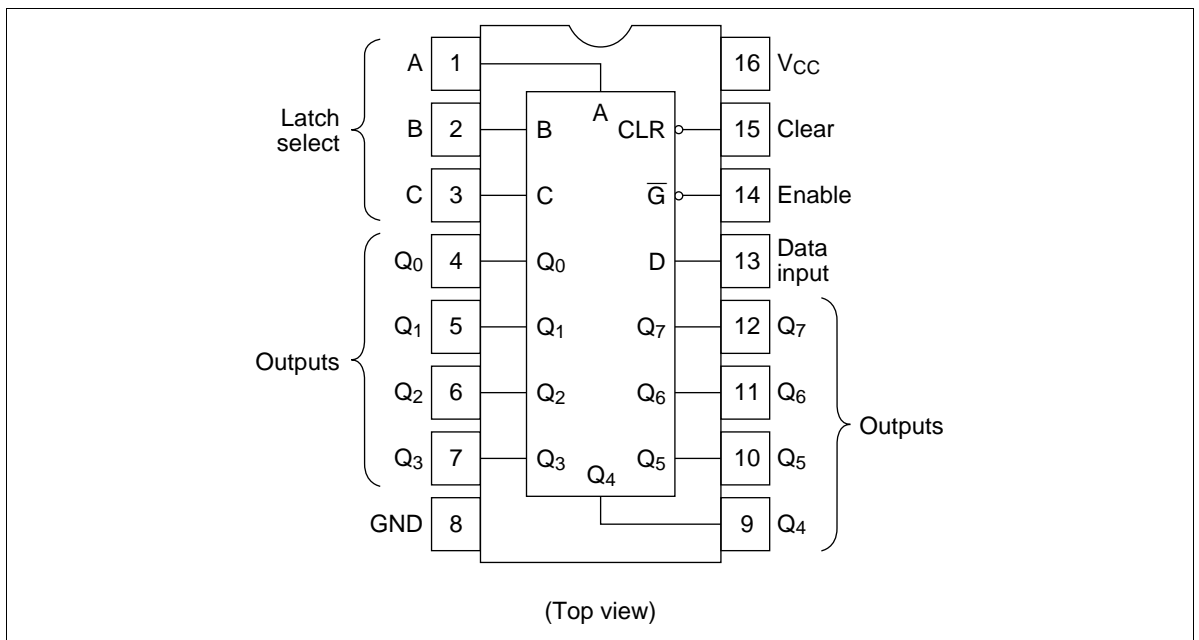 A 1
B 2
C 3
Latch
select
Q0 4
Q1 5
Q2 6
Q3 7
Outputs
GND 8
A
B
C
Q0
Q1
Q2
Q3
Q4
CLR
G̅
D
Q7
Q6
Q5
16 VCC
15 Clear
14 Enable
13 Data
input
12 Q7
11 Q6
10 Q5
9 Q4
Outputs
(Top view)